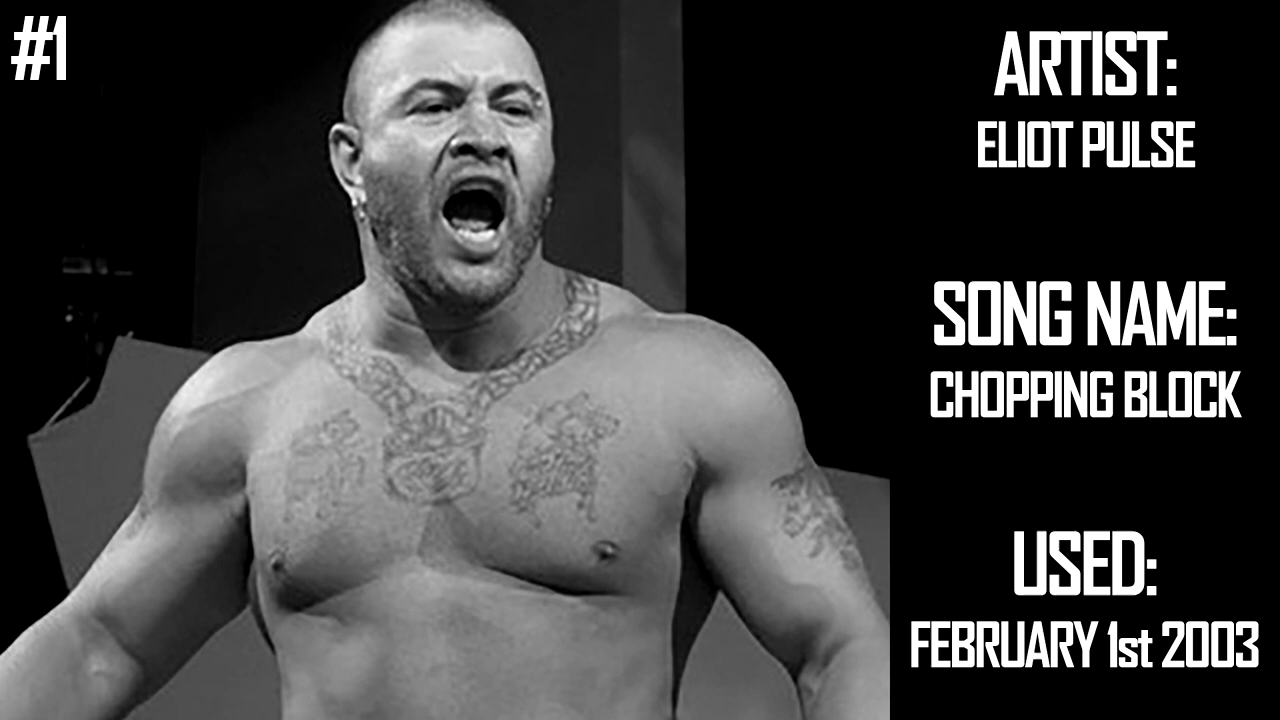 #1
ARTIST:
ELIOT PULSE
SONG NAME:
CHOPPING BLOCK
USED:
FEBRUARY 1st 2003